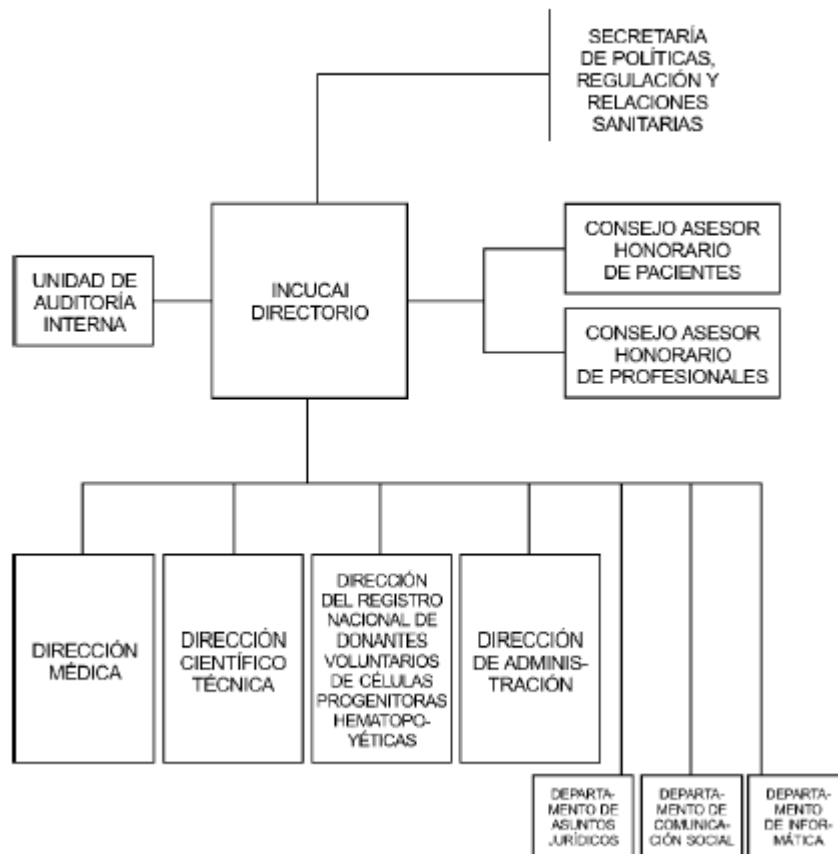 SECRETARÍA
DE POLÍTICAS,
REGULACIÓN Y
RELACIONES
SANITARIAS
UNIDAD DE
AUDITORÍA
INTERNA
INCUCAI
DIRECTORIO
CONSEJO ASESOR
HONORARIO
DE PACIENTES
CONSEJO ASESOR
HONORARIO
DE PROFESIONALES
DIRECCIÓN
MÉDICA
DIRECCIÓN
CIENTÍFICO
TÉCNICA
DIRECCIÓN
DEL REGISTRO
NACIONAL DE
DONANTES
VOLUNTARIOS
DE CÉLULAS
PROGENITORAS
HEMATOPO-
YÉTICAS
DIRECCIÓN
DE ADMINIS-
TRACIÓN
DEPARTA-
MENTO DE
ASUNTOS
JURÍDICOS
DEPARTA-
MENTO DE
COMUNICA-
CIÓN SOCIAL
DEPARTA-
MENTO
DE INFOR-
MÁTICA